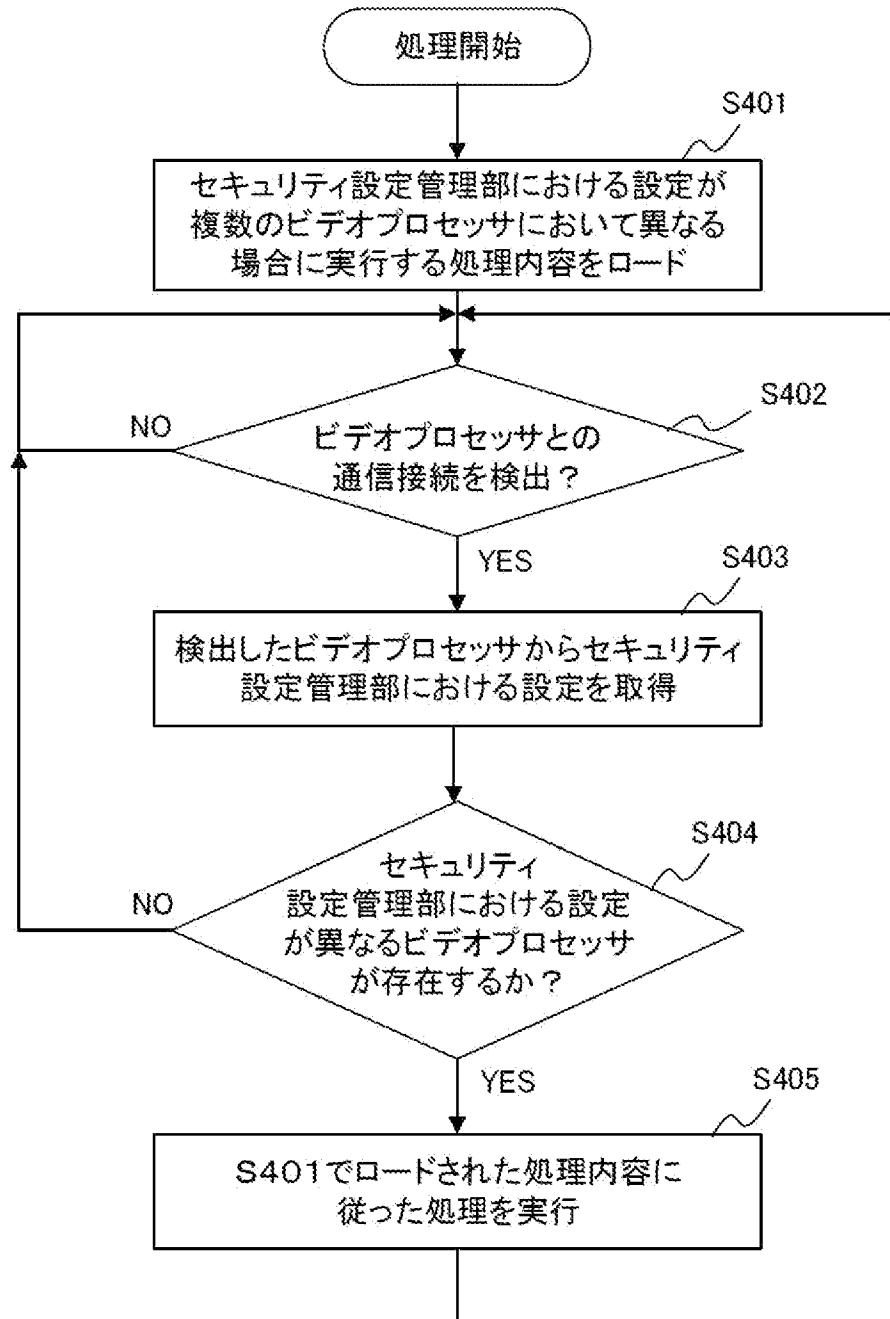 処理開始
S401
セキュリティ設定管理部における設定が
複数のビデオプロセッサにおいて異なる
場合に実行する処理内容をロード
S402
NO
ビデオプロセッサとの
通信接続を検出？
YES
S403
検出したビデオプロセッサからセキュリティ
設定管理部における設定を取得
S404
セキュリティ
NO
設定管理部における設定
が異なるビデオプロセッサ
が存在するか？
YES
S405
S401でロードされた処理内容に
従った処理を実行